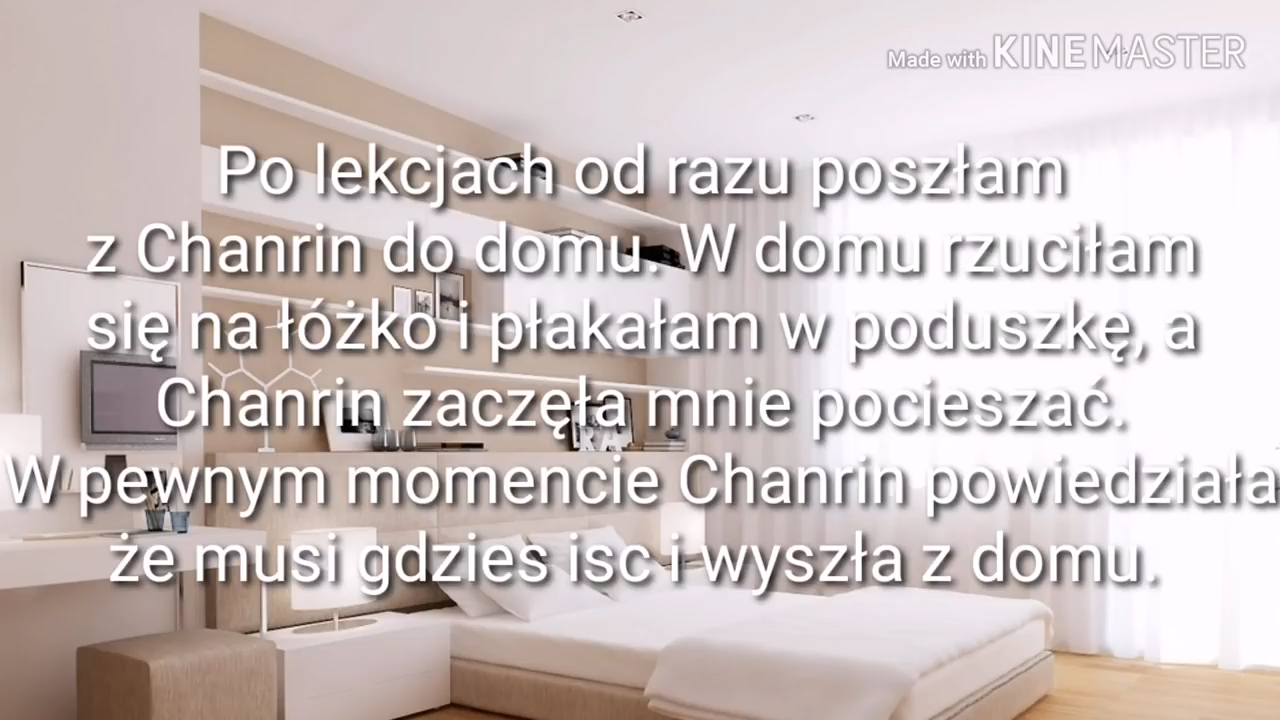 Made with KINEMASTER
Po lekcjach od razu poszłam
z Chanrin do domu. W domu rzuciłam
się na łóżko i płakałam w poduszkę, a
Chanrin zaczęła mnie pocieszać.
W pewnym momencie Chanrin powiedziała
że musi gdzies isc i wyszła z domu.